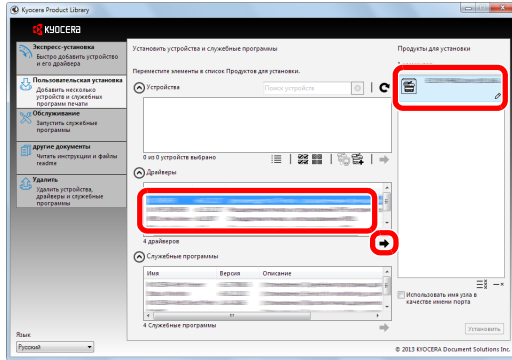 Kyocera Product Library
KYOCERA
Экспресс-установка
Быстро добавить устройство
и его драйвера
Пользовательская установка
Добавить несколько
устройств и служебных
программ печати
Обслуживание
Запустить служебные
программы
другие документы
Читать инструкции и файлы
readme
Удалить
Удалить устройства,
драйверы и служебные
программы
Язык
Русский
Установить устройства и служебные программы
Переместите элементы в список Продуктов для установки.
Устройства
Поиск устройств
0 из 0 устройств выбрано
Драйверы
4 драйверов
Служебные программы
Имя Версия Описание
4 Служебные программы
Продукты для установки
Использовать имя узла в
качестве имени порта
Установить
© 2013 KYOCERA Document Solutions Inc.